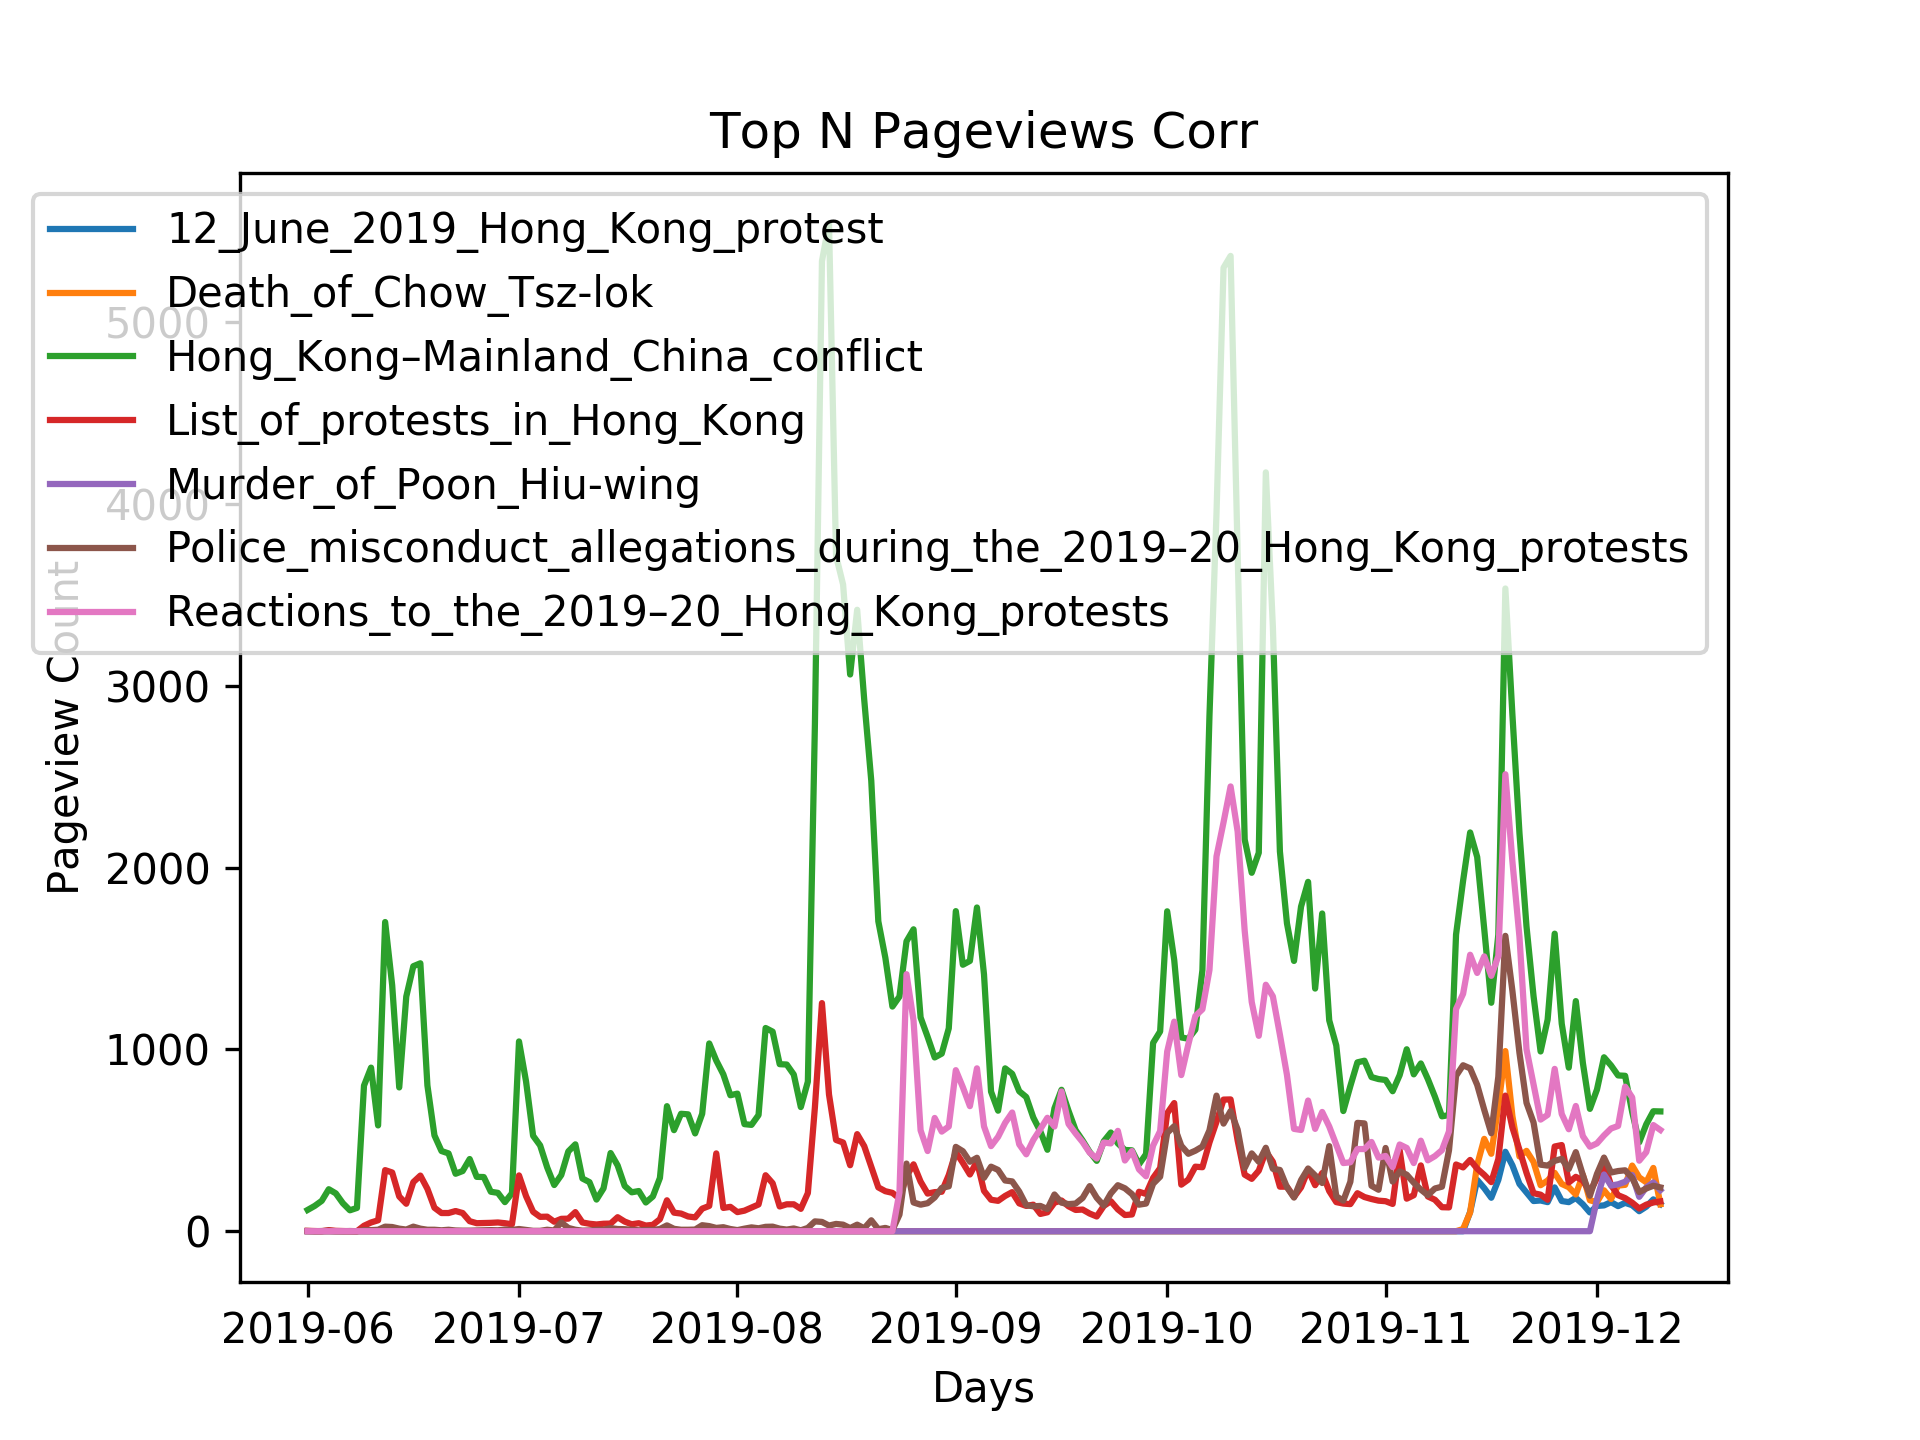 Top N Pageviews Corr
12_June_2019_Hong_Kong_protest
Death_of_Chow_Tsz-lok
Hong_Kong–Mainland_China_conflict
List_of_protests_in_Hong_Kong
Murder_of_Poon_Hiu-wing
Police_misconduct_allegations_during_the_2019–20_Hong_Kong_protests
Reactions_to_the_2019–20_Hong_Kong_protests
Pageview Count
5000
4000
3000
2000
1000
0
2019-06 2019-07 2019-08 2019-09 2019-10 2019-11 2019-12
Days